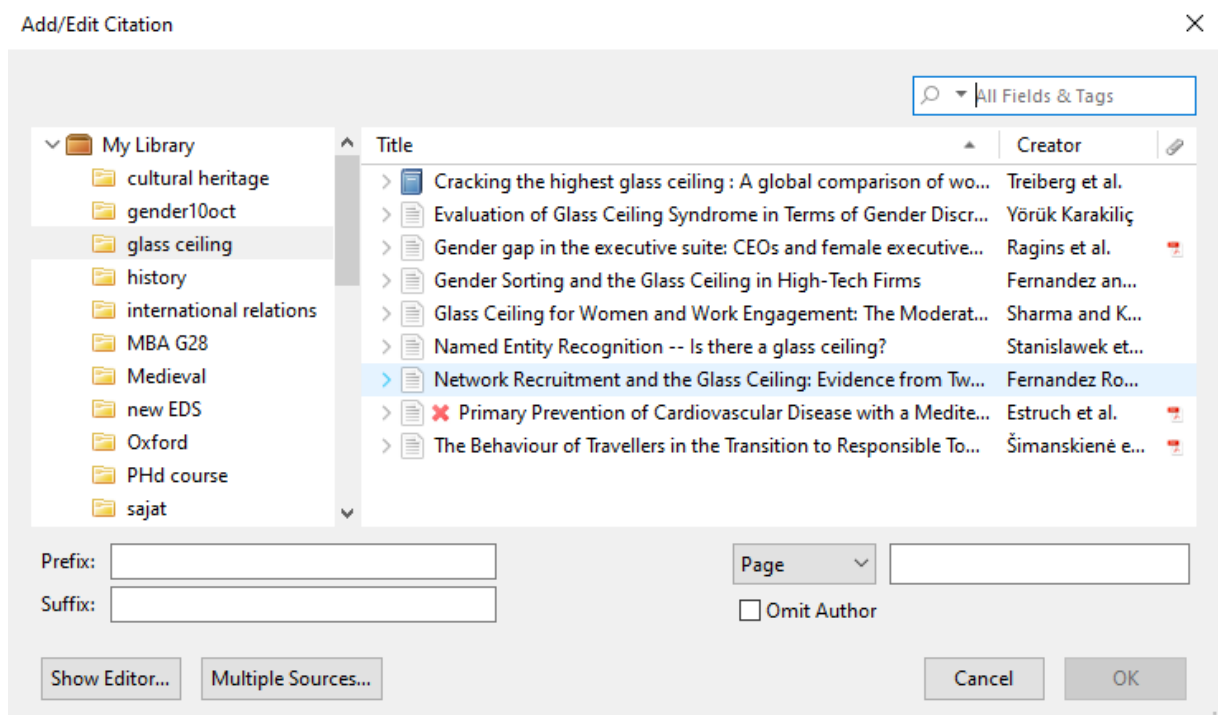 Add/Edit Citation
All Fields & Tags
My Library
cultural heritage
gender10oct
glass ceiling
history
international relations
MBA G28
Medieval
new EDS
Oxford
PHd course
sajat
Title Creator
Cracking the highest glass ceiling : A global comparison of wo... Treiberg et al.
Evaluation of Glass Ceiling Syndrome in Terms of Gender Discr... Yörük Karakiliç
Gender gap in the executive suite: CEOs and female executive... Ragins et al.
Gender Sorting and the Glass Ceiling in High-Tech Firms Fernandez an...
Glass Ceiling for Women and Work Engagement: The Moderat... Sharma and K...
Named Entity Recognition -- Is there a glass ceiling? Stanislawek et...
Network Recruitment and the Glass Ceiling: Evidence from Tw... Fernandez Ro...
Primary Prevention of Cardiovascular Disease with a Medite... Estruch et al.
The Behaviour of Travellers in the Transition to Responsible To... Šimanskienė e...
Prefix:
Suffix:
Page
Omit Author
Show Editor... Multiple Sources... Cancel OK